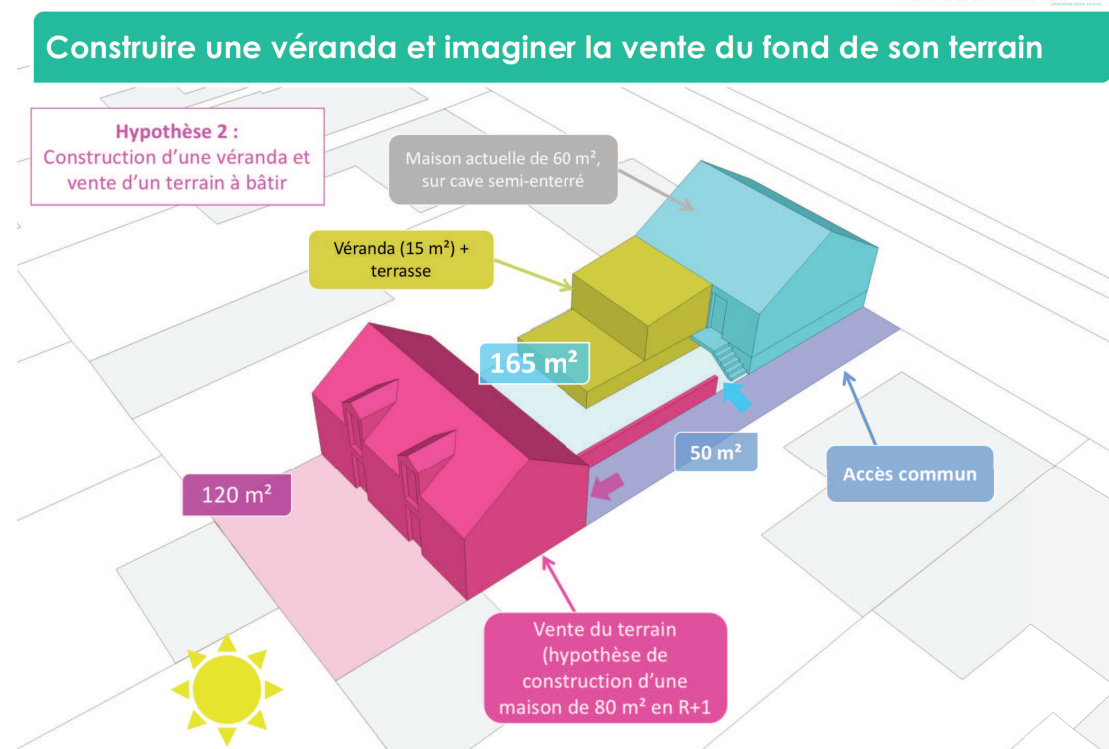 Construire une véranda et imaginer la vente du fond de son terrain
Hypothèse 2 :
Construction d'une véranda et
vente d'un terrain à bâtir
Maison actuelle de 60 m²,
sur cave semi-enterré
Véranda (15 m²) +
terrasse
165 m²
50 m²
Accès commun
120 m²
Vente du terrain
(hypothèse de
construction d'une
maison de 80 m² en R+1